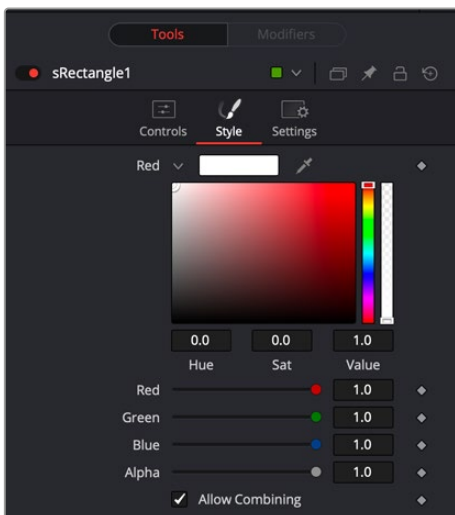 Tools Modifiers
sRectangle1
Controls Style Settings
Red
0.0 0.0 1.0
Hue Sat Value
Red 1.0
Green 1.0
Blue 1.0
Alpha 1.0
Allow Combining